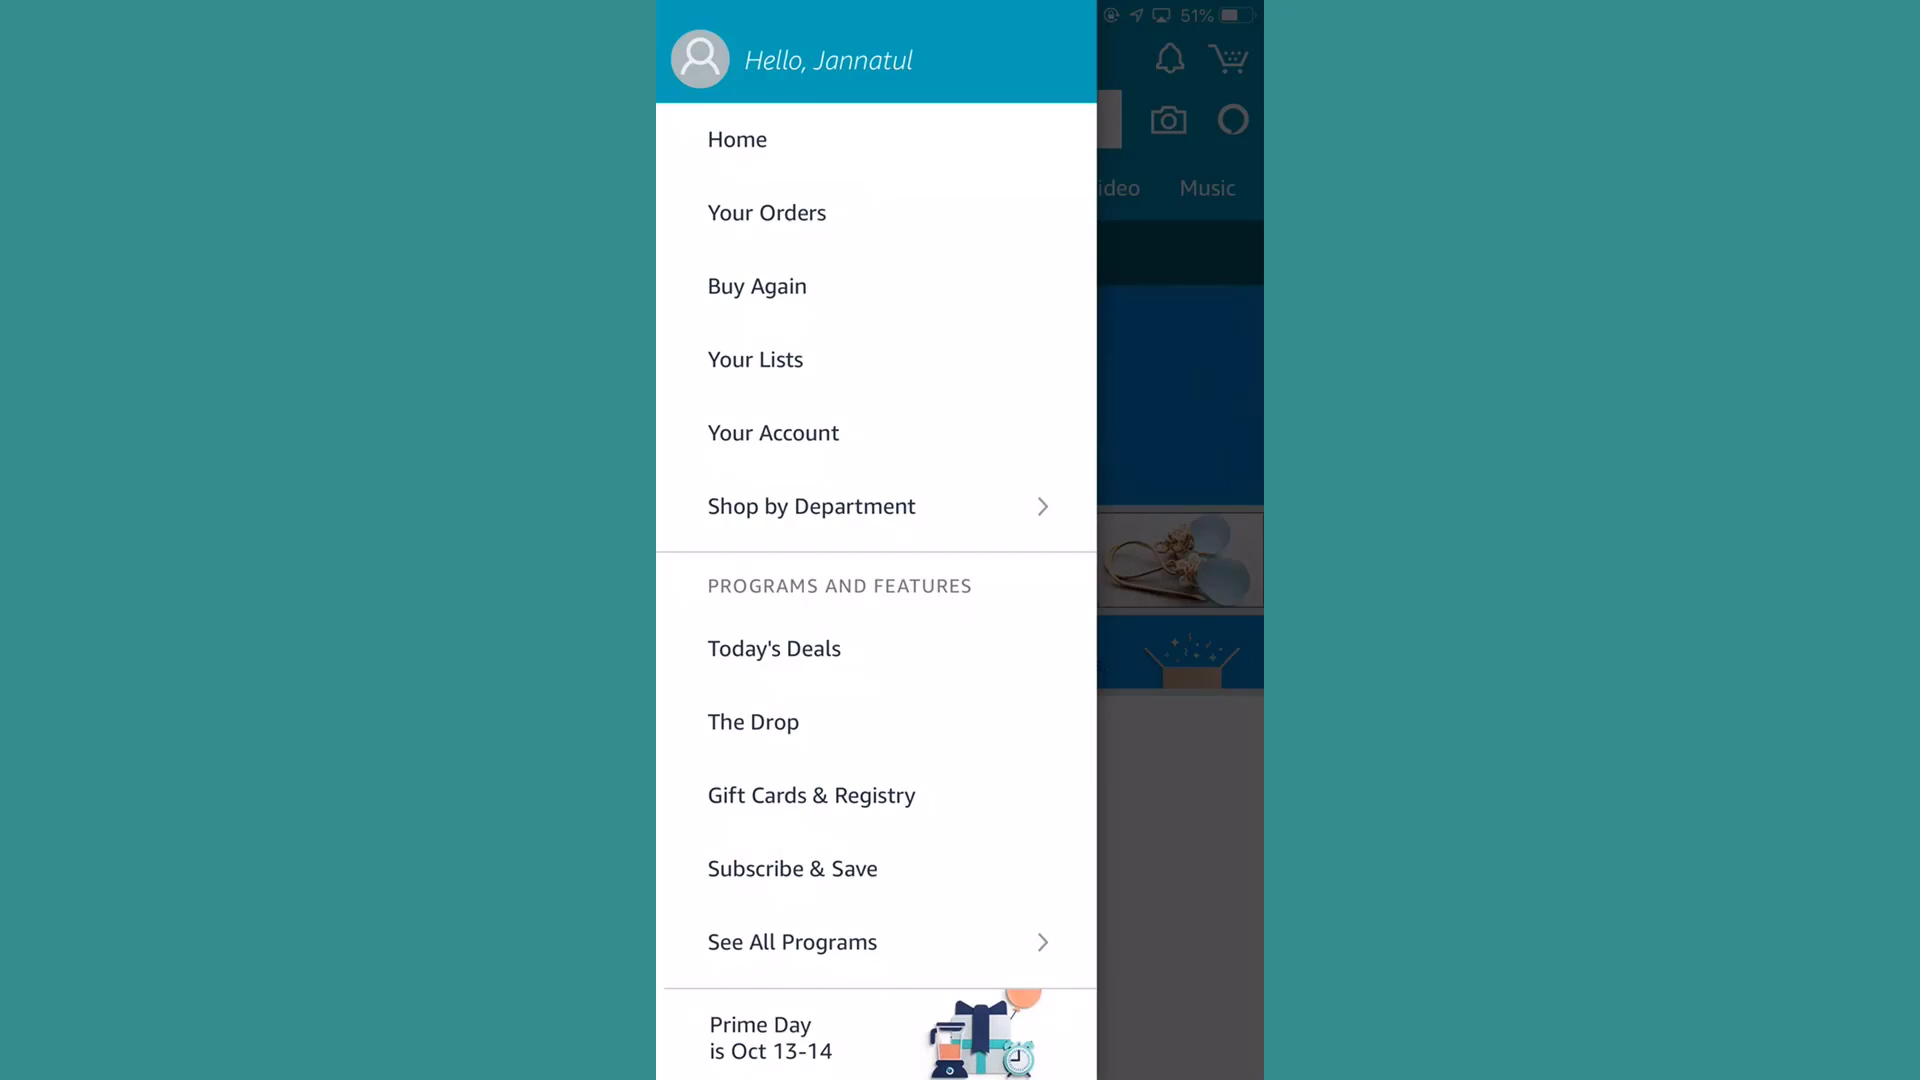 51%
Hello, Jannatul
ideo Music
Home
Your Orders
Buy Again
Your Lists
Your Account
Shop by Department
PROGRAMS AND FEATURES
Today's Deals
The Drop
Gift Cards & Registry
Subscribe & Save
See All Programs
Prime Day
is Oct 13-14